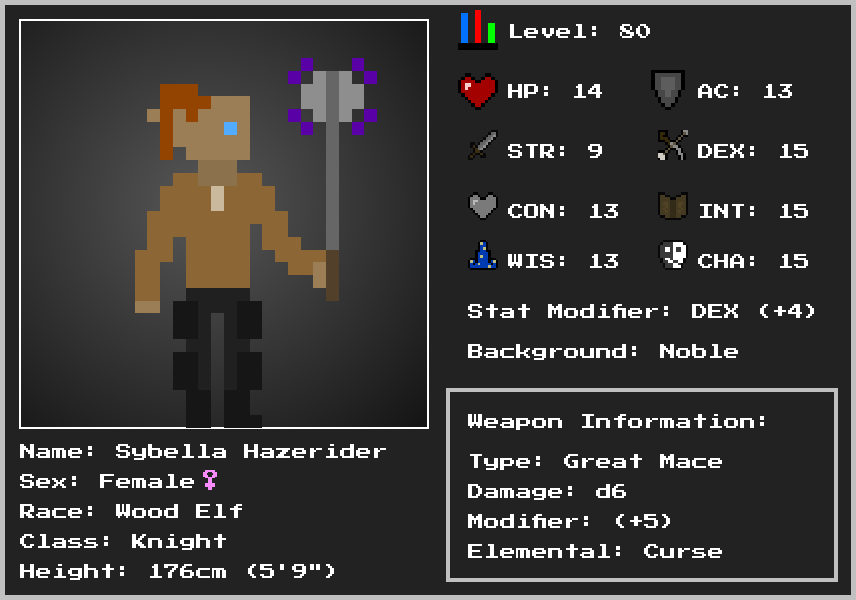 Level: 80
HP: 14
AC: 13
STR: 9
DEX: 15
CON: 13
INT: 15
WIS: 13
CHA: 15
Stat Modifier: DEX (+4)
Background: Noble
Weapon Information:
Type: Great Mace
Damage: d6
Modifier: (+5)
Elemental: Curse
Name: Sybella Hazerider
Sex: Female♀
Race: Wood Elf
Class: Knight
Height: 176cm (5'9")